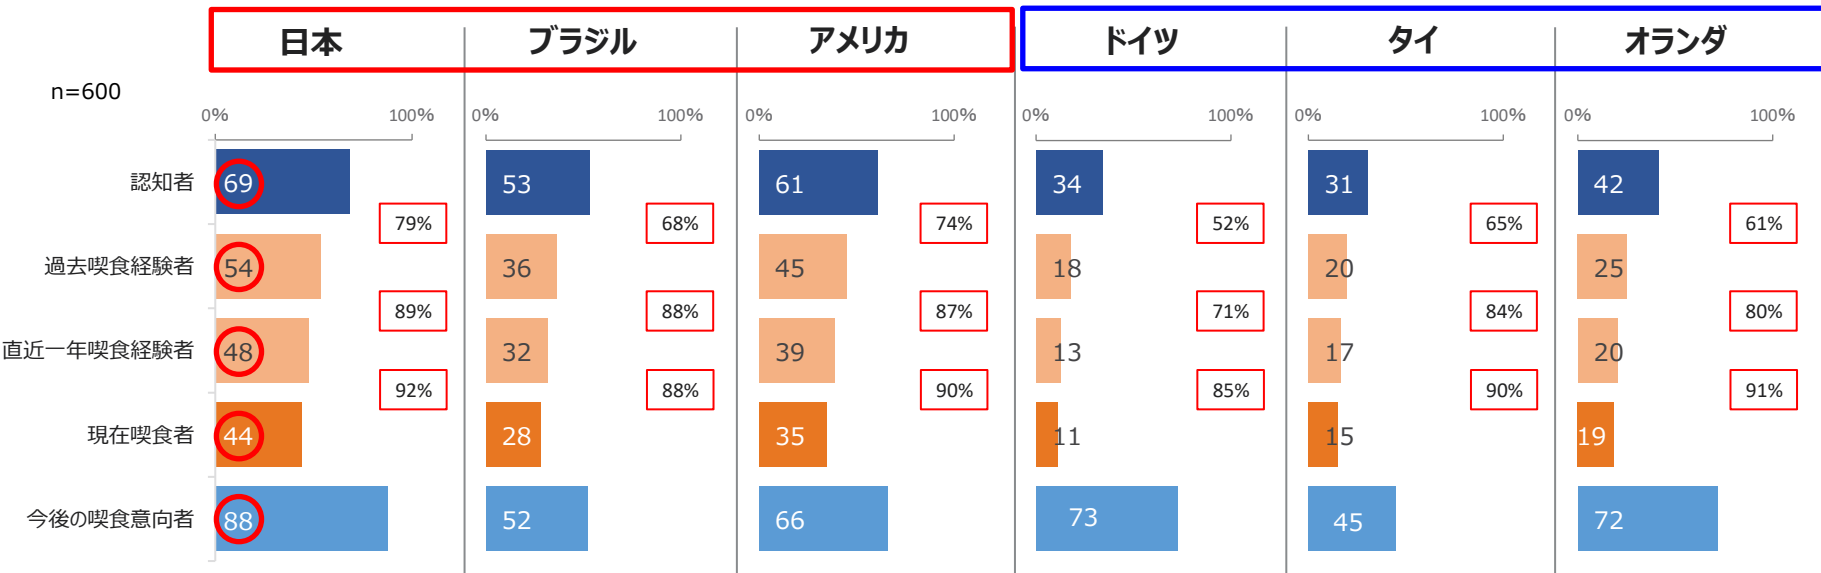 日本 ブラジル アメリカ ドイツ タイ オランダ
n=600
0% 100% 0% 100% 0% 100% 0% 100% 0% 100% 0% 100%
認知者 69 53 61 34 31 42
79% 68% 74% 52% 65% 61%
過去喫食経験者 54 36 45 18 20 25
89% 88% 87% 71% 84% 80%
直近一年喫食経験者 48 32 39 13 17 20
92% 88% 90% 85% 90% 91%
現在喫食者 44 28 35 11 15 19
今後の喫食意向者 88 52 66 73 45 72